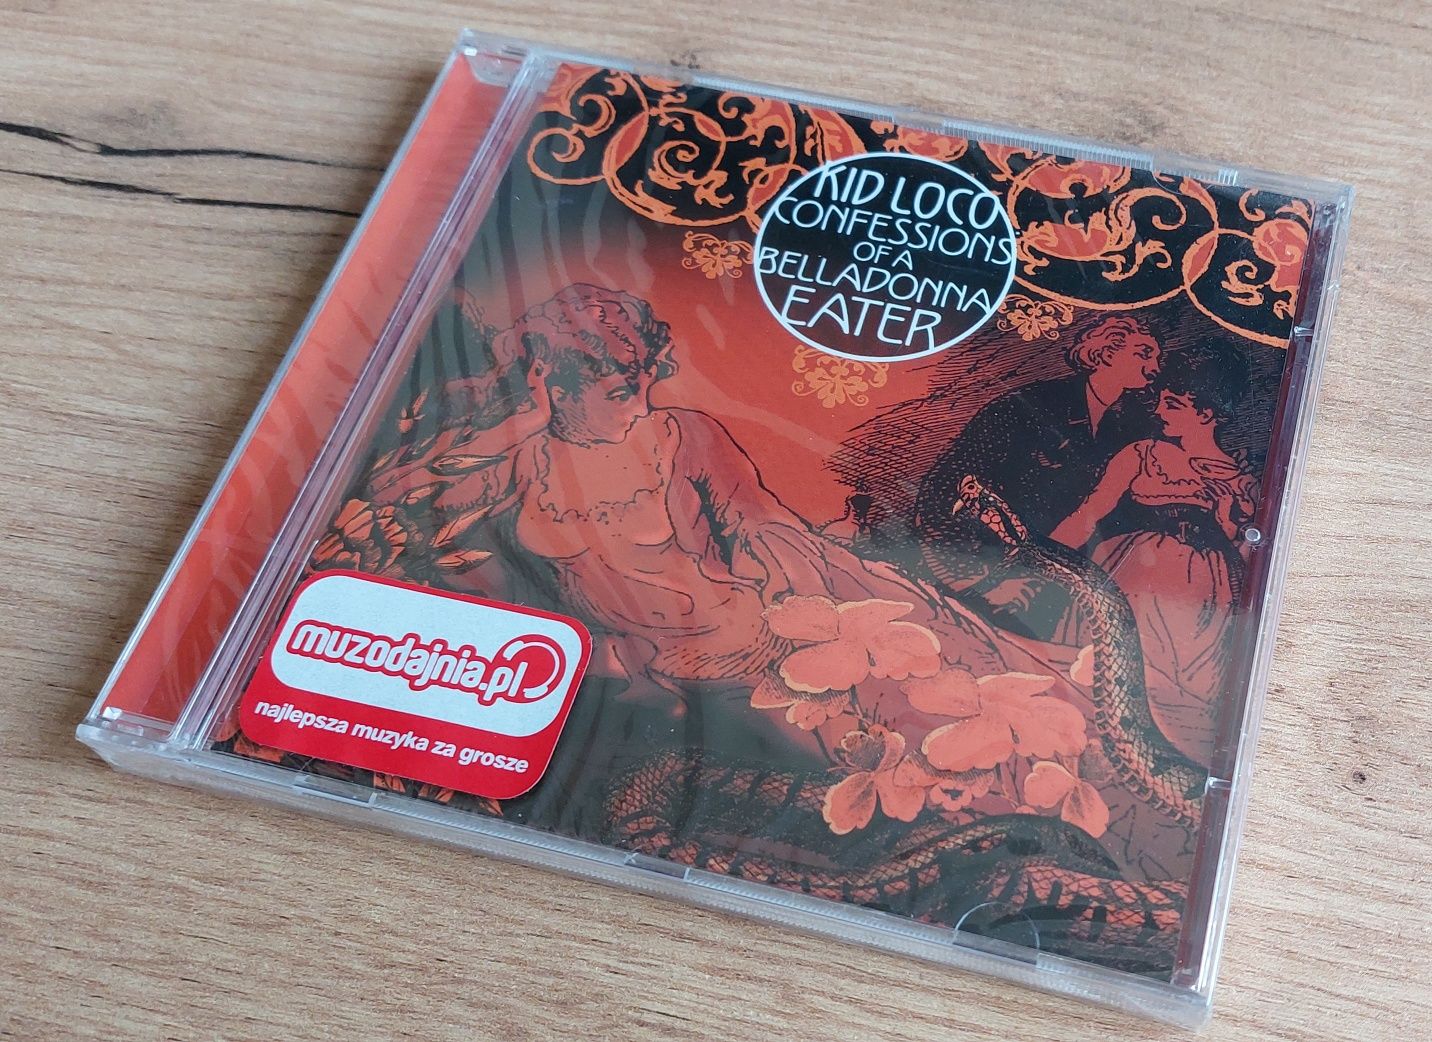 KID LOCO
CONFESSIONS
OF A
BELLADONNA
EATER
muzodajnia.pl
najlepsza muzyka za grosze